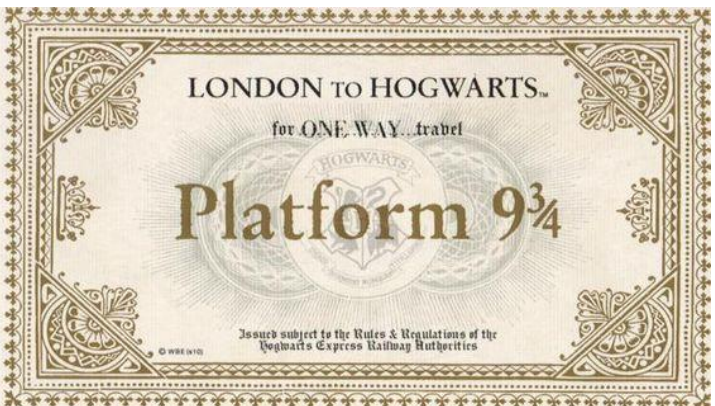 LONDON TO HOGWARTS™
for ONE WAY...travel
HOGWARTS
Platform 9¾
Issued subject to the Rules & Regulations of the
Hogwarts Express Railway Authorities
© WBE (s10)